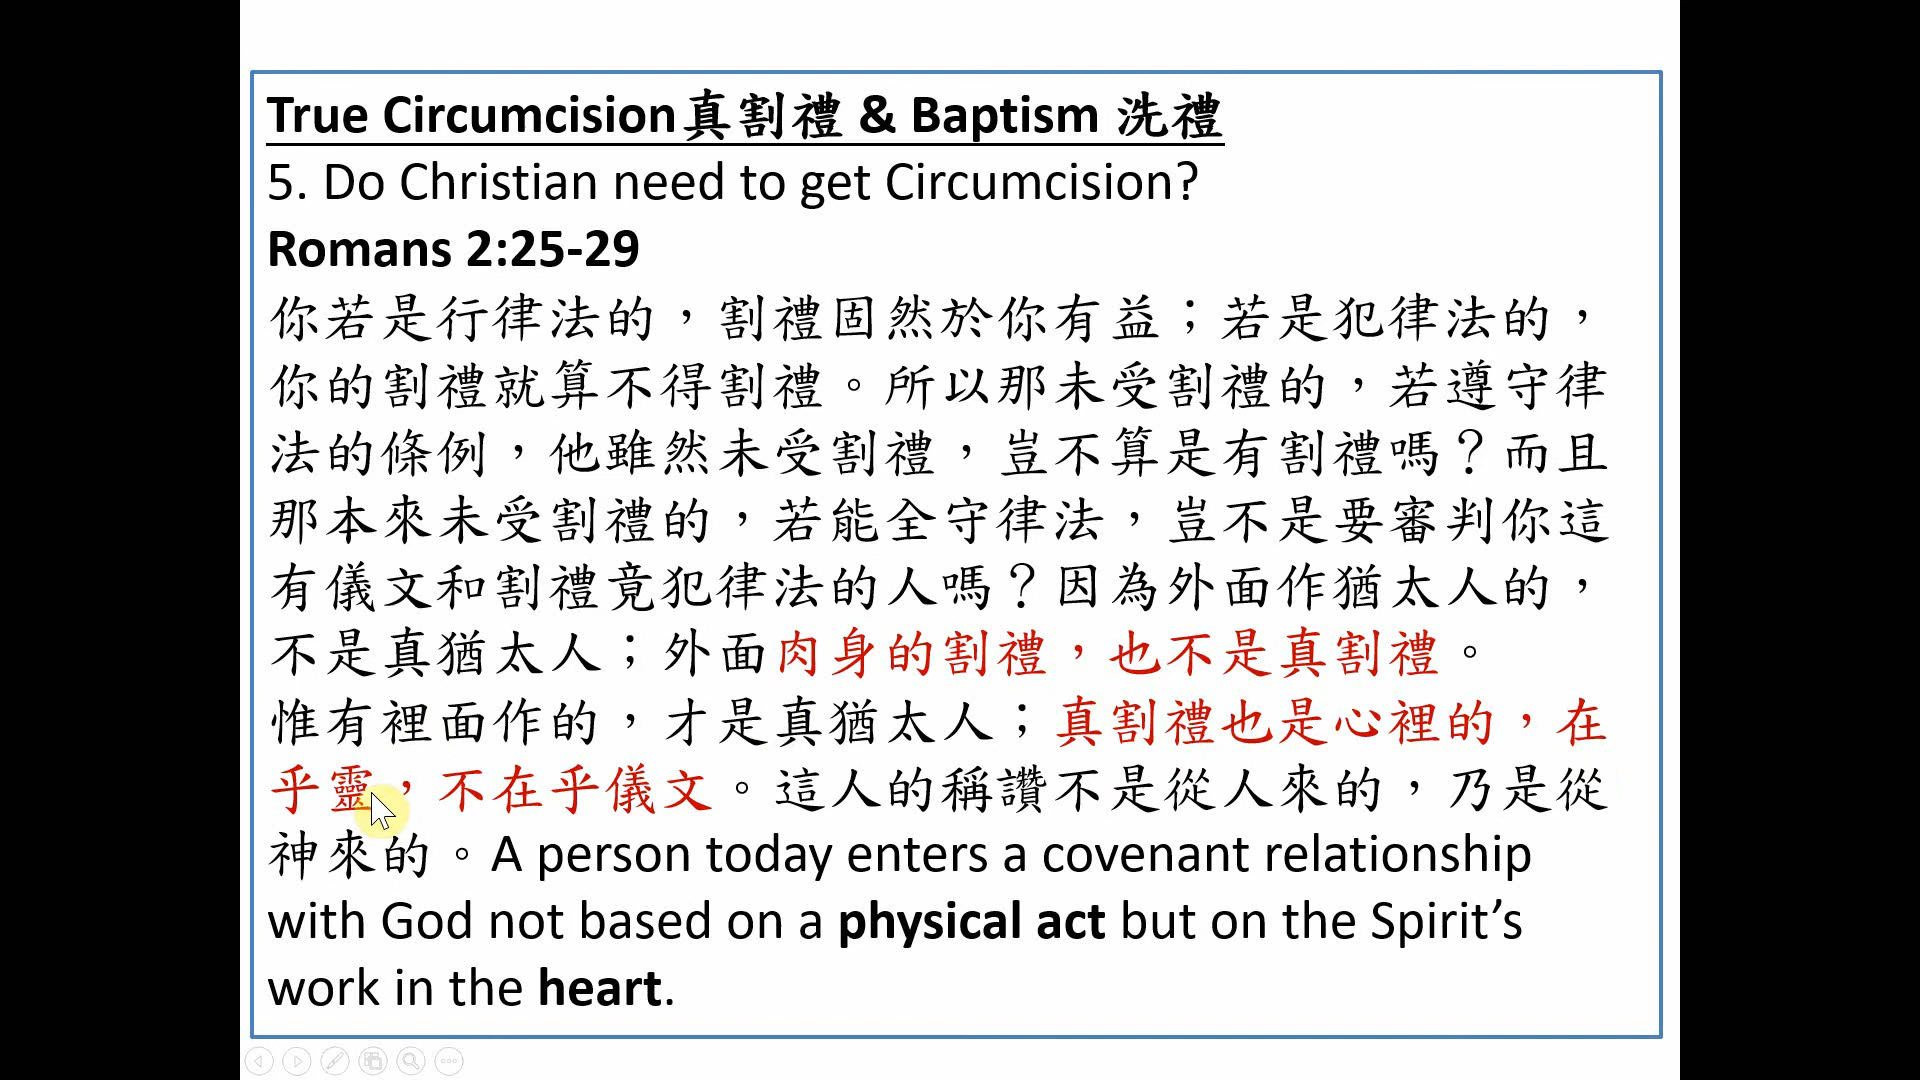 True Circumcision真割禮 & Baptism 洗禮
5. Do Christian need to get Circumcision?
Romans 2:25-29
你若是行律法的，割禮固然於你有益；若是犯律法的，
你的割禮就算不得割禮。所以那未受割禮的，若遵守律
法的條例，他雖然未受割禮，豈不算是有割禮嗎？而且
那本來未受割禮的，若能全守律法，豈不是要審判你這
有儀文和割禮竟犯律法的人嗎？因為外面作猶太人的，
不是真猶太人；外面肉身的割禮，也不是真割禮。
惟有裡面作的，才是真猶太人；真割禮也是心裡的，在
乎靈，不在乎儀文。這人的稱讚不是從人來的，乃是從
神來的。A person today enters a covenant relationship
with God not based on a physical act but on the Spirit’s
work in the heart.